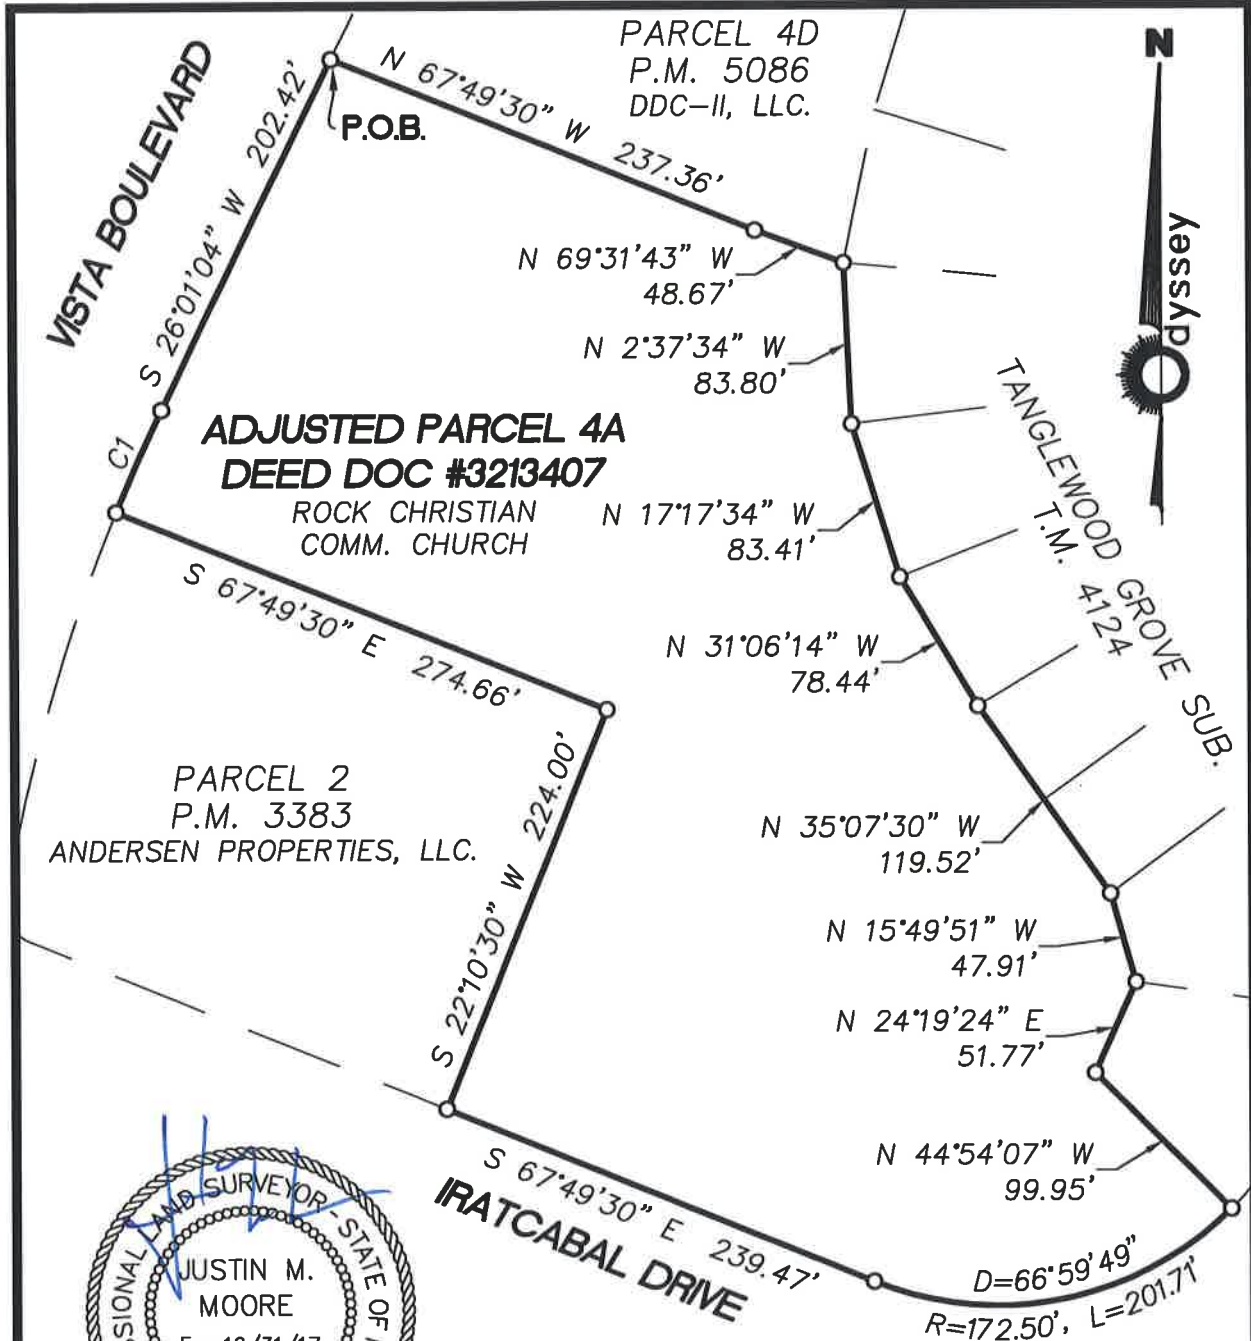 PARCEL 4D
P.M. 5086
DDC-II, LLC.
N
dyssey
VISTA BOULEVARD
N 67°49'30" W 237.36'
P.O.B.
S 26°01'04" W 202.42'
C1
N 69°31'43" W
48.67'
N 2°37'34" W
83.80'
ADJUSTED PARCEL 4A
DEED DOC #3213407
ROCK CHRISTIAN
COMM. CHURCH
N 17°17'34" W
83.41'
TANGLEWOOD GROVE SUB.
T.M. 4124
S 67°49'30" E 274.66'
N 31°06'14" W
78.44'
PARCEL 2
P.M. 3383
ANDERSEN PROPERTIES, LLC.
S 22°10'30" W 224.00'
N 35°07'30" W
119.52'
N 15°49'51" W
47.91'
N 24°19'24" E
51.77'
N 44°54'07" W
99.95'
S 67°49'30" E 239.47'
IRATCABAL DRIVE
D=66°59'49"
R=172.50', L=201.71'
SSIONAL LAND SURVEYOR - STATE OF
JUSTIN M.
MOORE